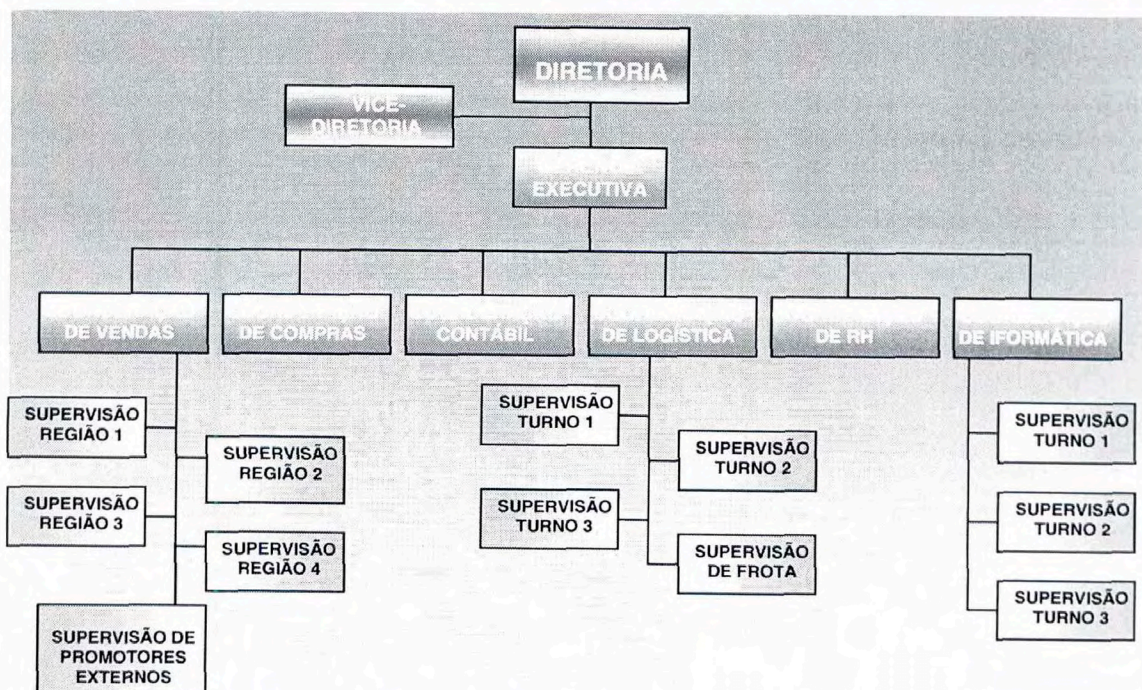 DIRETORIA
VICE-
DIRETORIA
EXECUTIVA
DE VENDAS
DE COMPRAS
CONTÁBIL
DE LOGÍSTICA
DE RH
DE IFORMÁTICA
SUPERVISÃO
REGIÃO 1
SUPERVISÃO
REGIÃO 2
SUPERVISÃO
REGIÃO 3
SUPERVISÃO
REGIÃO 4
SUPERVISÃO DE
PROMOTORES
EXTERNOS
SUPERVISÃO
TURNO 1
SUPERVISÃO
TURNO 2
SUPERVISÃO
TURNO 3
SUPERVISÃO
DE FROTA
SUPERVISÃO
TURNO 1
SUPERVISÃO
TURNO 2
SUPERVISÃO
TURNO 3